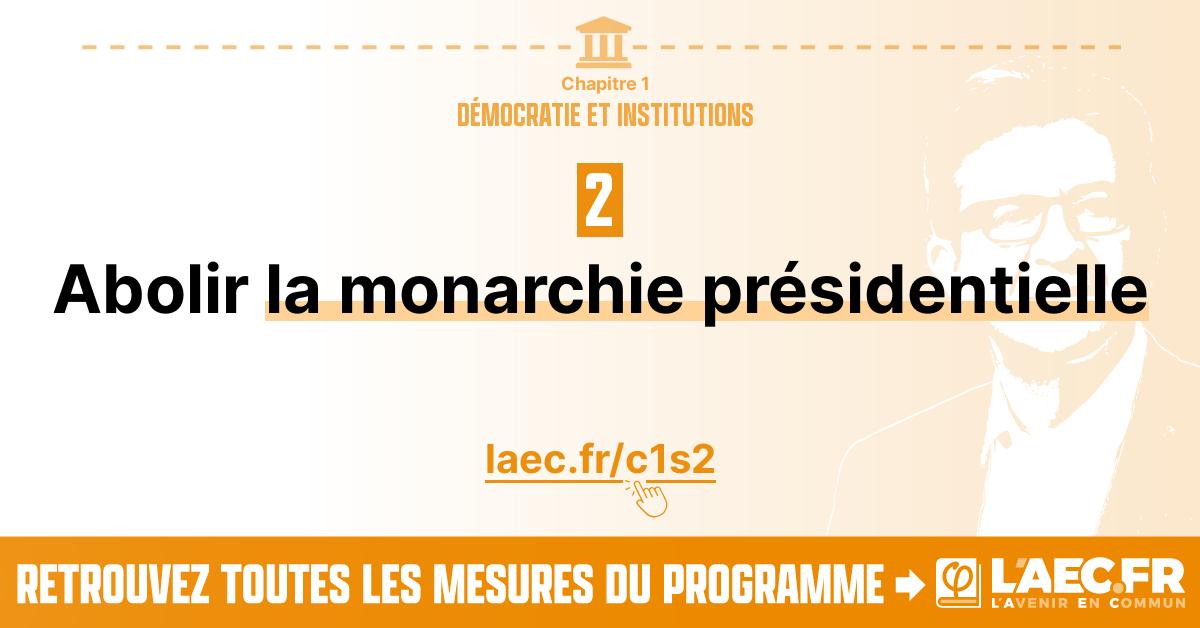 Chapitre 1
DÉMOCRATIE ET INSTITUTIONS
2
Abolir la monarchie présidentielle
laec.fr/c1s2
RETROUVEZ TOUTES LES MESURES DU PROGRAMME
φ L'AEC.FR
L'AVENIR EN COMMUN